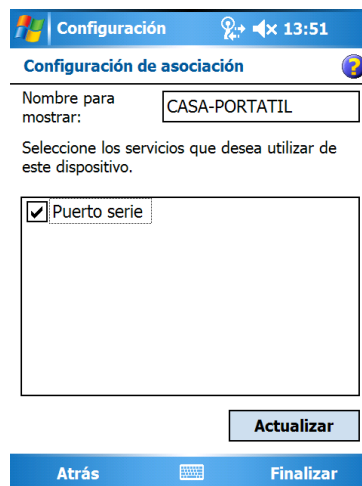 Configuración 13:51
Configuración de asociación ?
Nombre para
mostrar:
CASA-PORTATIL
Seleccione los servicios que desea utilizar de
este dispositivo.
Puerto serie
Actualizar
Atrás Finalizar